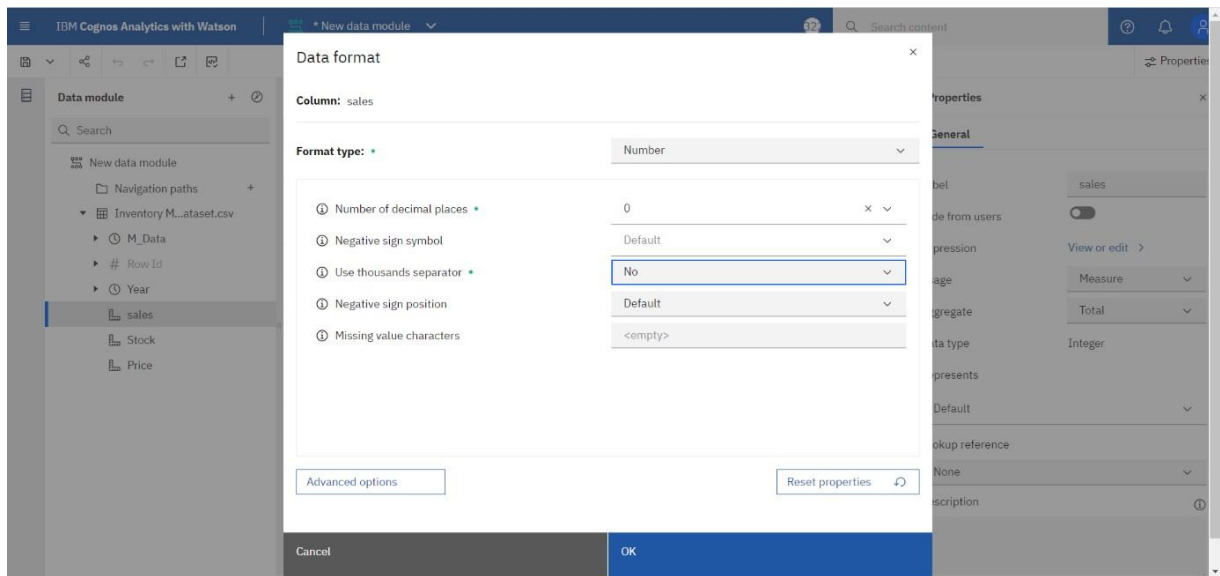 IBM Cognos Analytics with Watson
* New data module
32
Search content
Properties
Data module
Search
New data module
Navigation paths
Inventory M...ataset.csv
M_Data
# Row Id
Year
sales
Stock
Price
Data format
Column: sales
Format type: Number
Number of decimal places 0
Negative sign symbol Default
Use thousands separator No
Negative sign position Default
Missing value characters <empty>
Advanced options
Reset properties
Cancel
OK
Properties
General
bel sales
de from users
pression View or edit
age Measure
gregate Total
ta type Integer
presents
Default
okup reference
None
scription